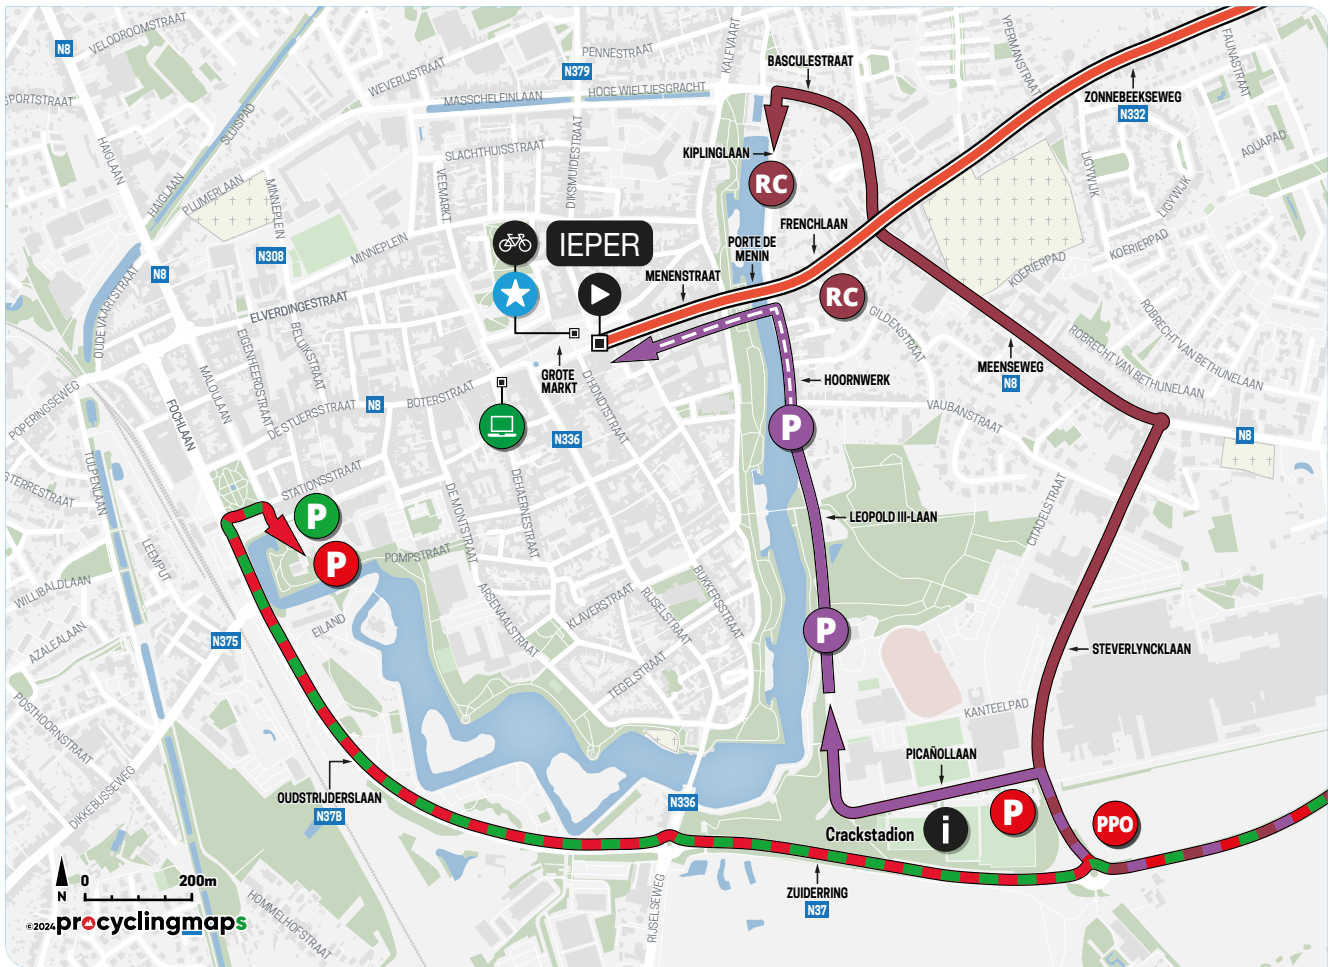 N8
VELODROOMSTRAAT
SPORTSTRAAT
HAIGLAAN
SLUISPAD
WEVERIJSTRAAT
N379
PENNESTRAAT
KALFVAART
MASSCHELEINLAAN
HOGE WIELTJESGRACHT
BASCULESTRAAT
YPERMANSTRAAT
FAUNASTRAAT
ZONNEBEEKSEWEG
N332
AQUAPAD
LIGYWIJK
LIGYWIJK
KOERIERPAD
KOERIERPAD
SLACHTHUISSTRAAT
DIKSMUIDESTRAAT
VEEMARKT
KIPLINGLAAN
RC
HAIGLAAN
PLUMERLAAN
MINNEPLEIN
MINNEPLEIN
N308
N8
IEPER
FRENCHLAAN
PORTE DE
MENIN
MENENSTRAAT
RC
OUDE VAARTSTRAAT
ELVERDINGESTRAAT
EIGENHEERDSTRAAT
BELUIKSTRAAT
MALOULAAN
GILDENSTRAAT
ROBRECHT VAN BETHUNELAAN
ROBRECHT VAN BETHUNELAAN
MEENSEWEG
N8
GROTE
MARKT
D'HONDTSTRAAT
HOORNWERK
POPERINGSEWEG
FOCHLAAN
DE STUERSSTRAAT
N8
BOTERSTRAAT
VAUBANSTRAAT
P
N336
N8
TULPENLAAN
STERRESTRAAT
STATIONSSTRAAT
DE MONTSTRAAT
DEHAERNESTRAAT
P
LEOPOLD III-LAAN
CITADELSTRAAT
LEEMPUT
P
POMPSTRAAT
WILLIBALDLAAN
AZALEALAAN
N375
EILAND
ARSENAALSTRAAT
KLAVERSTRAAT
RIJSELSTRAAT
BUKKERSSTRAAT
TEGELSTRAAT
P
STEVERLYNCKLAAN
POSTHOORNSTRAAT
DIKKEBUSSEWEG
KANTEELPAD
PICAÑOLLAAN
OUDSTRIJDERSLAAN
N37B
N336
P
PPO
Crackstadion
i
ZUIDERRING
N37
RIJSELSEWEG
HOMMELHOFSTRAAT
N
0
200m
©2024 procyclingmaps